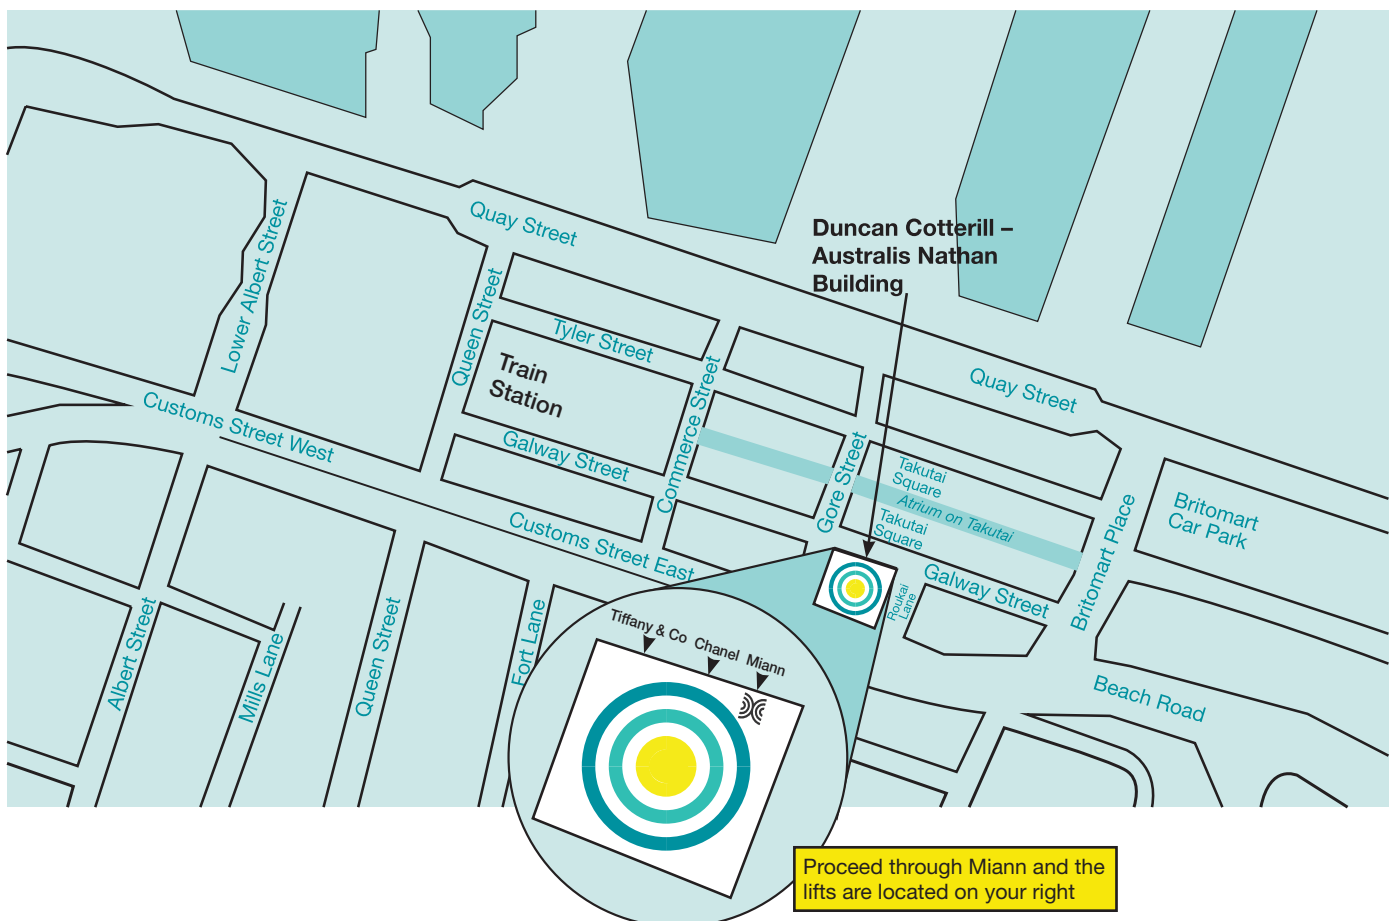 Quay Street
Duncan Cotterill –
Australis Nathan
Building
Lower Albert Street
Queen Street
Tyler Street
Train
Station
Commerce Street
Quay Street
Customs Street West
Galway Street
Gore Street
Takutai
Square
Atrium on Takutai
Takutai
Square
Britomart Place
Britomart
Car Park
Customs Street East
Galway Street
Roukai
Lane
Albert Street
Mills Lane
Queen Street
Fort Lane
Tiffany & Co
Chanel
Miann
Beach Road
Proceed through Miann and the
lifts are located on your right